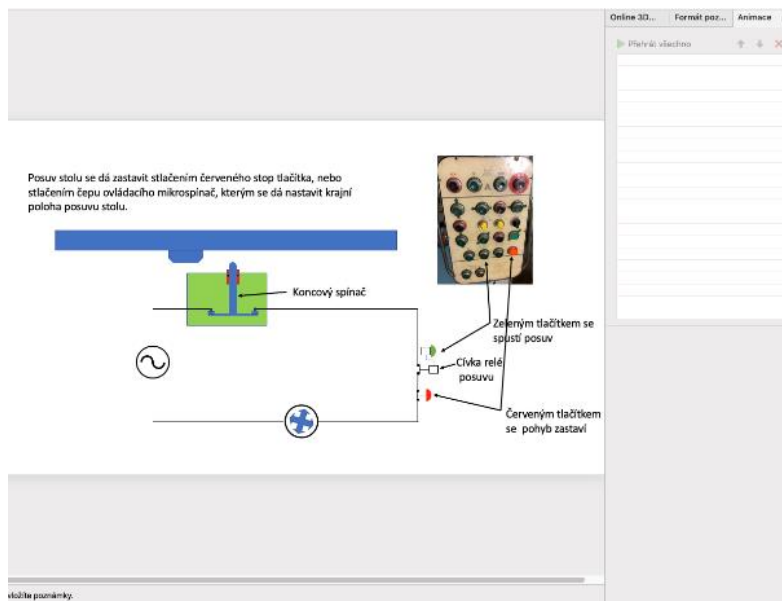 Online 3D... Formát poz... Animace
Přehrát všechno
Posuv stolu se dá zastavit stlačením červeného stop tlačítka, nebo
stlačením čepu ovládacího mikrospínač, kterým se dá nastavit krajní
poloha posuvu stolu.
Koncový spínač
Zeleným tlačítkem se
spustí posuv
Cívka relé
posuvu
Červeným tlačítkem
se pohyb zastaví
vložíte poznámky.